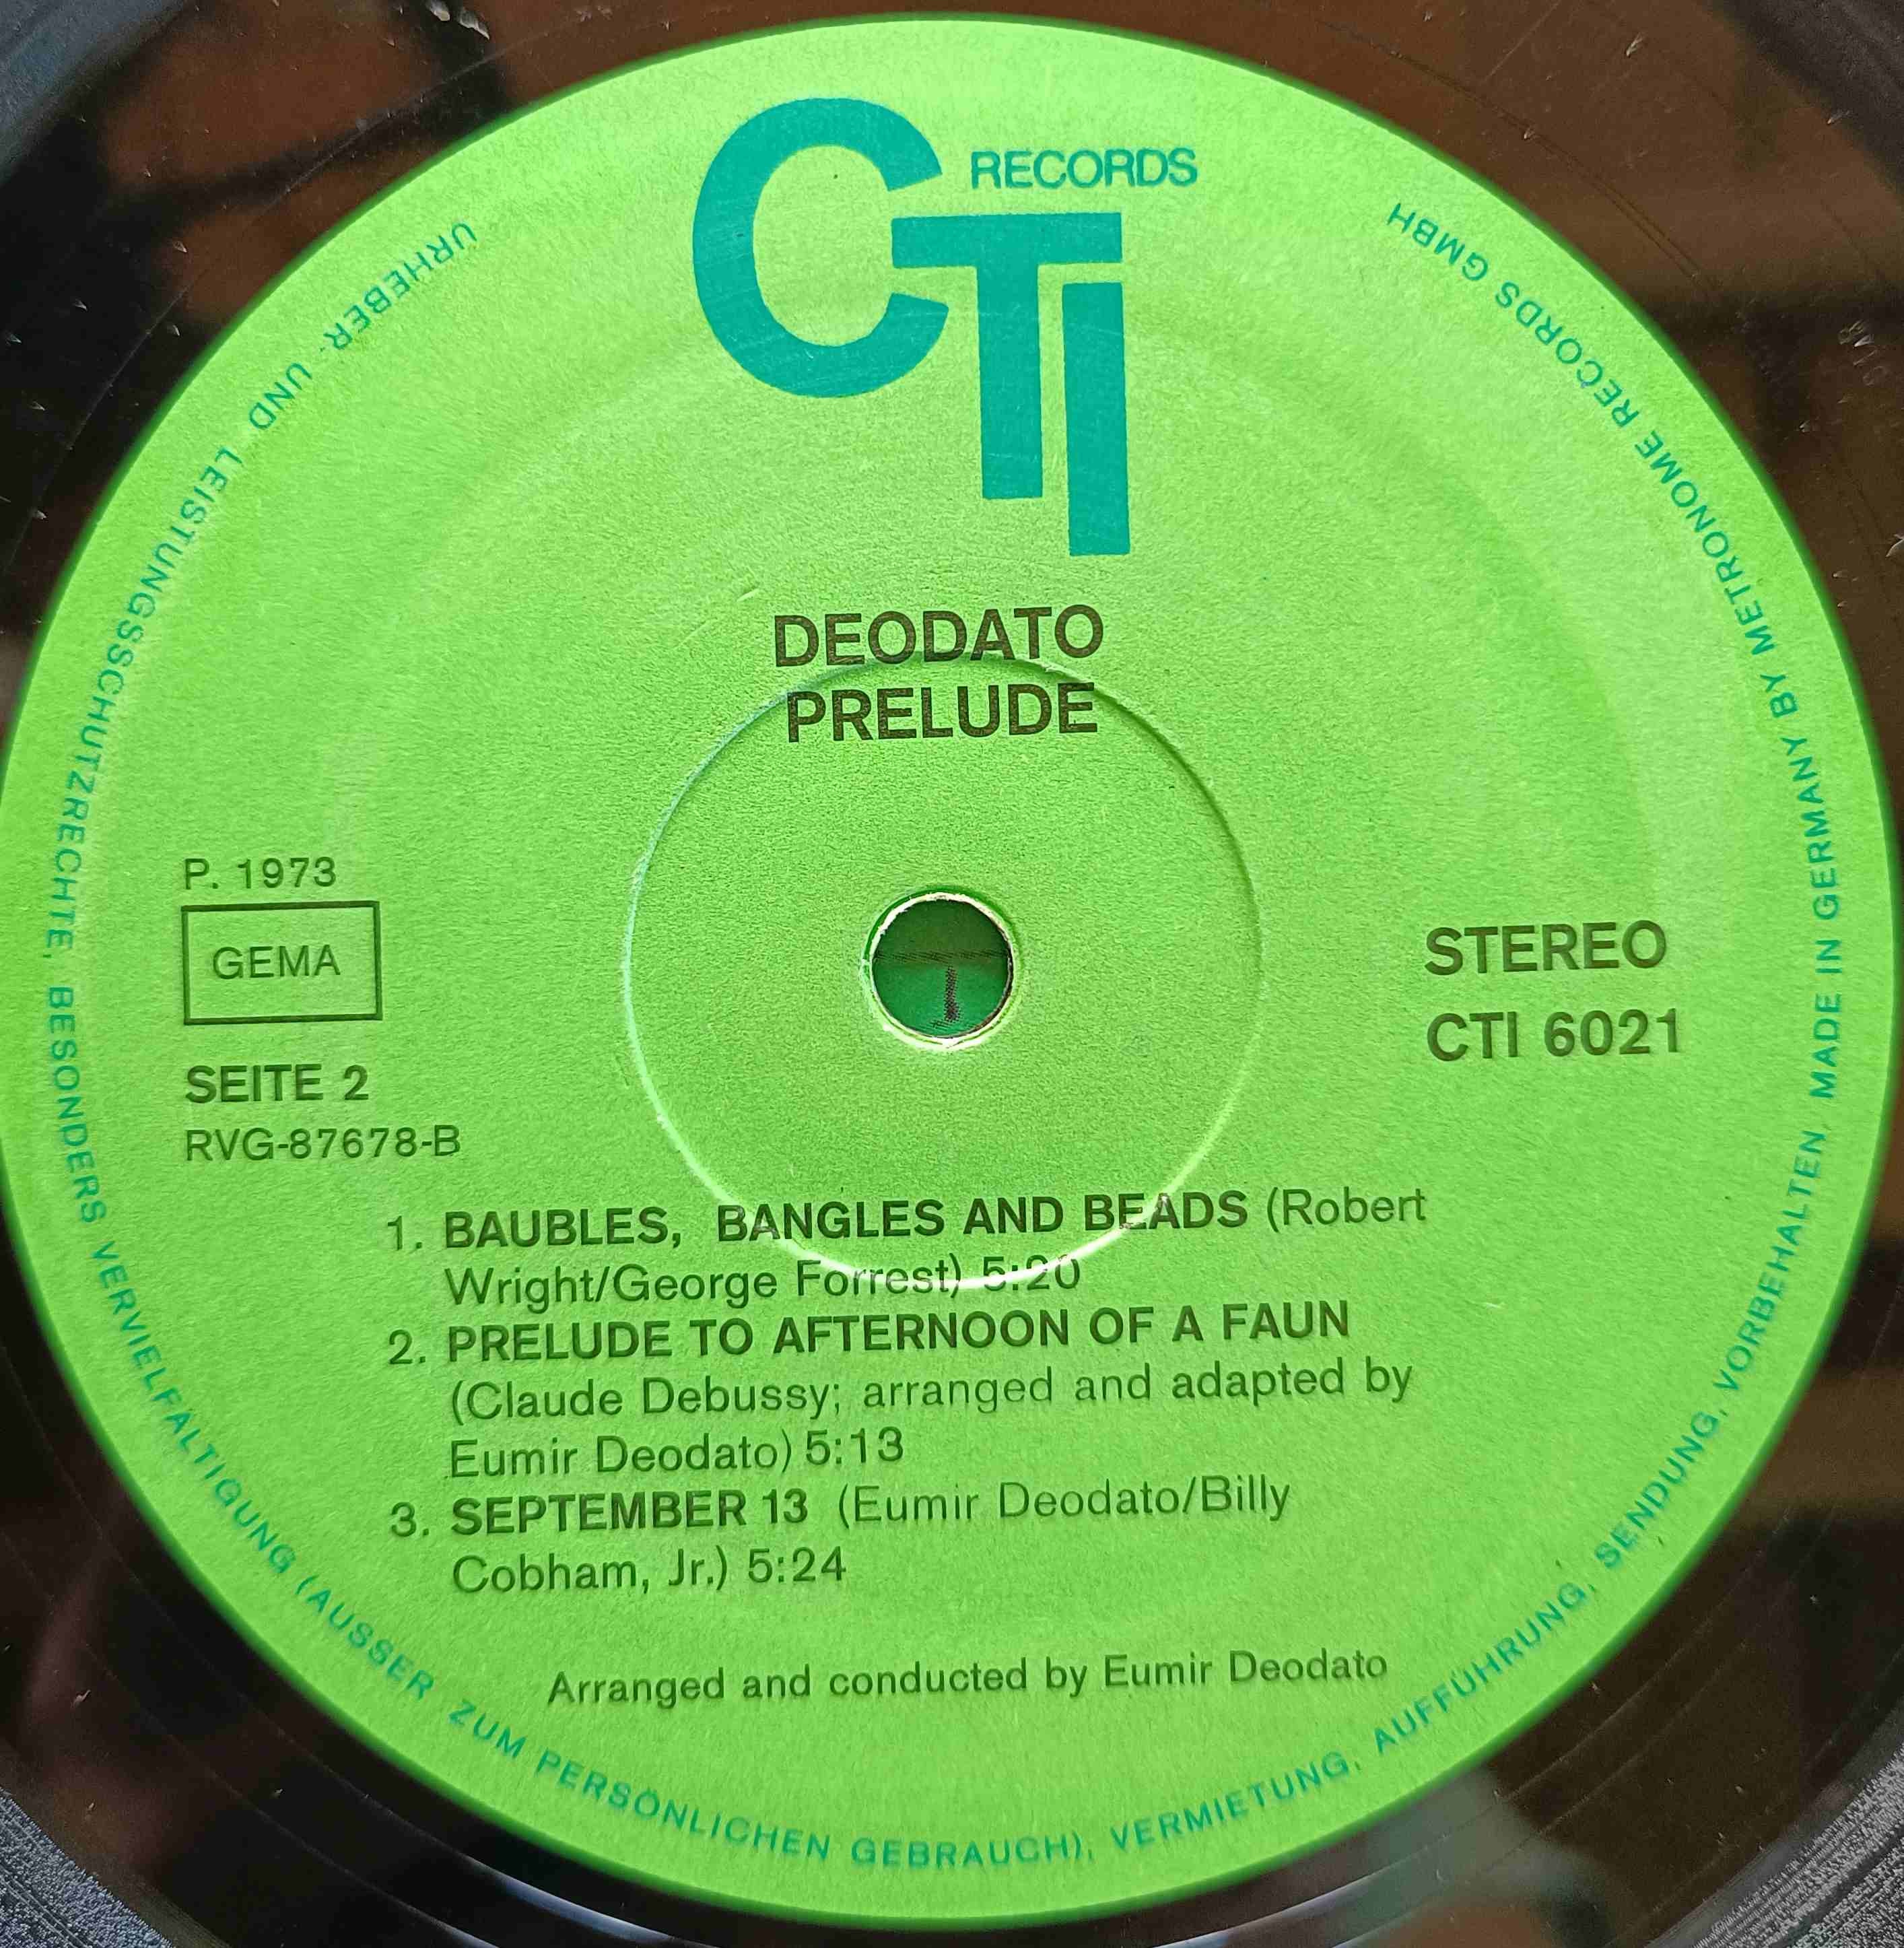 CTI RECORDS
DEODATO
PRELUDE
P. 1973
GEMA
SEITE 2
RVG-87678-B
STEREO
CTI 6021
1. BAUBLES, BANGLES AND BEADS (Robert
Wright/George Forrest) 5:20
2. PRELUDE TO AFTERNOON OF A FAUN
(Claude Debussy; arranged and adapted by
Eumir Deodato) 5:13
3. SEPTEMBER 13 (Eumir Deodato/Billy
Cobham, Jr.) 5:24
Arranged and conducted by Eumir Deodato
URHEBER- UND LEISTUNGSSCHUTZRECHTE, BESONDERS VERVIELFÄLTIGUNG (AUSSER ZUM PERSÖNLICHEN GEBRAUCH), VERMIETUNG, AUFFÜHRUNG, SENDUNG, VORBEHALTEN, MADE IN GERMANY BY METRONOME RECORDS GMBH